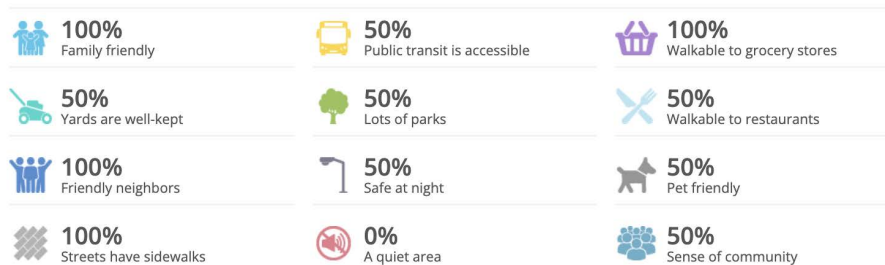 100%
Family friendly
50%
Public transit is accessible
100%
Walkable to grocery stores
50%
Yards are well-kept
50%
Lots of parks
50%
Walkable to restaurants
100%
Friendly neighbors
50%
Safe at night
50%
Pet friendly
100%
Streets have sidewalks
0%
A quiet area
50%
Sense of community